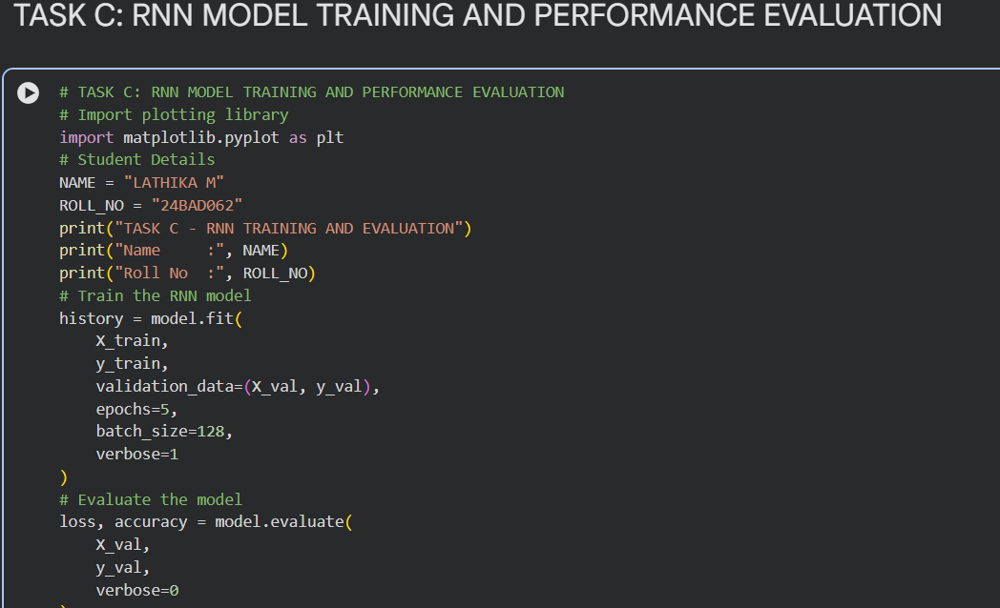 TASK C: RNN MODEL TRAINING AND PERFORMANCE EVALUATION
# TASK C: RNN MODEL TRAINING AND PERFORMANCE EVALUATION
# Import plotting library
import matplotlib.pyplot as plt
# Student Details
NAME = "LATHIKA M"
ROLL_NO = "24BAD062"
print("TASK C - RNN TRAINING AND EVALUATION")
print("Name     :", NAME)
print("Roll No  :", ROLL_NO)
# Train the RNN model
history = model.fit(
    X_train,
    y_train,
    validation_data=(X_val, y_val),
    epochs=5,
    batch_size=128,
    verbose=1
)
# Evaluate the model
loss, accuracy = model.evaluate(
    X_val,
    y_val,
    verbose=0